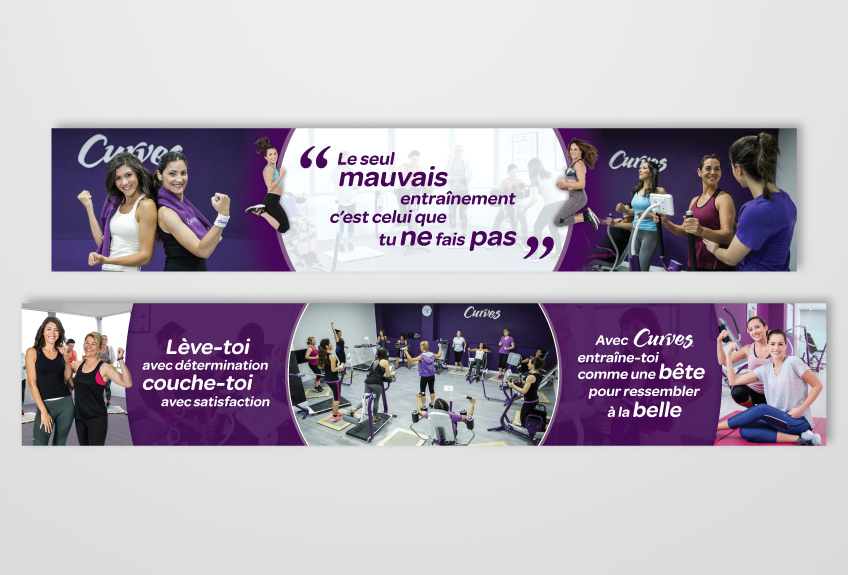 Curves
“ Le seul
mauvais
entraînement
c’est celui que
tu ne fais pas ”
Curves
Lève-toi
avec détermination
couche-toi
avec satisfaction
Curves
Avec Curves
entraîne-toi
comme une bête
pour ressembler
à la belle